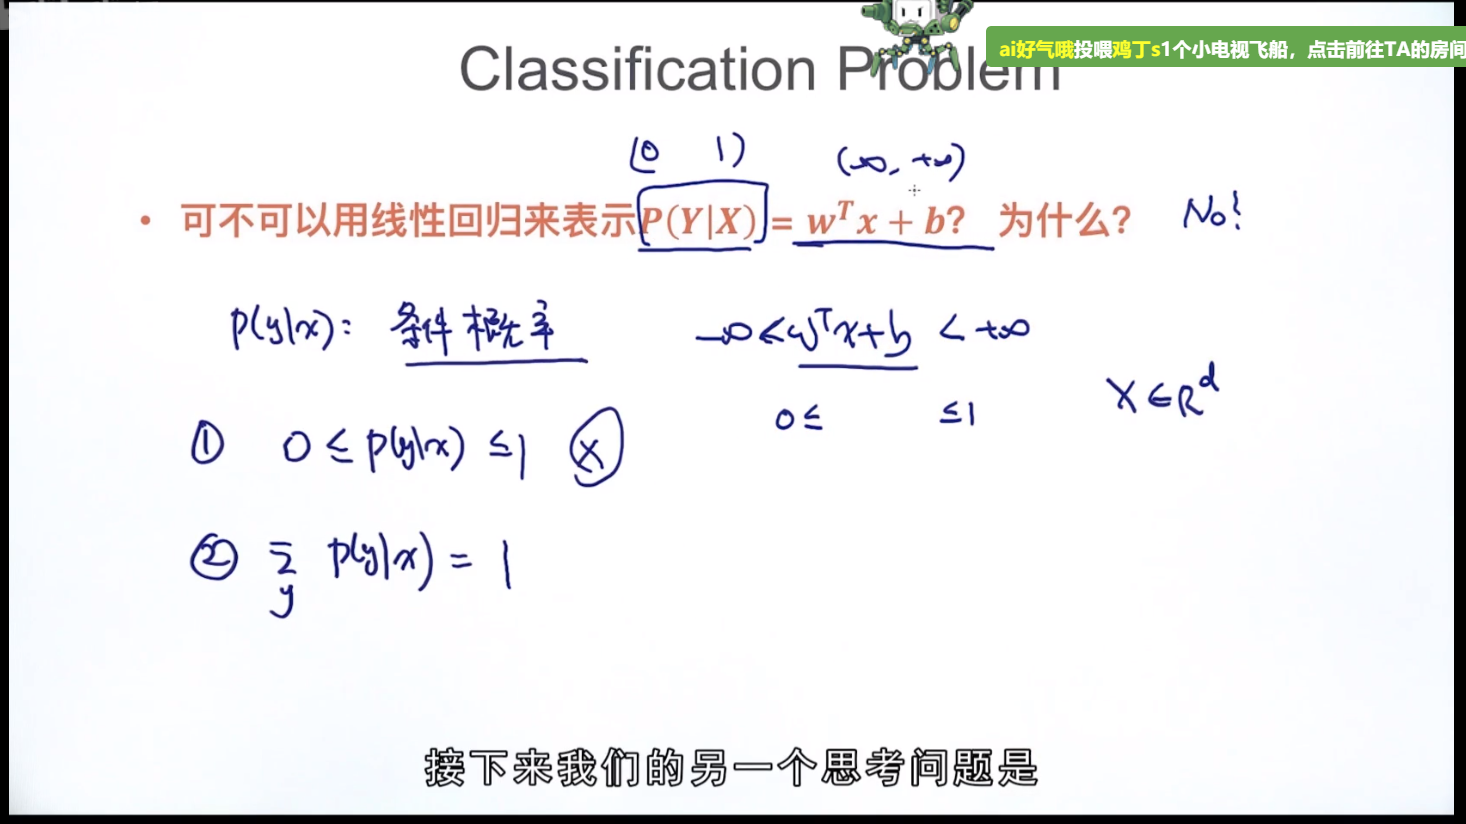 ai好气哦投喂鸡丁s1个小电视飞船，点击前往TA的房间
Classification Problem
(0 1) (-∞, +∞)
• 可不可以用线性回归来表示P(Y|X) = wᵀx + b? 为什么? No!
p(y|x): 条件概率 -∞ < wᵀx+b < +∞
X ∈ R^d
0 ≤ ≤ 1
① 0 ≤ p(y|x) ≤ 1 X
② Σ p(y|x) = 1
y
接下来我们的另一个思考问题是